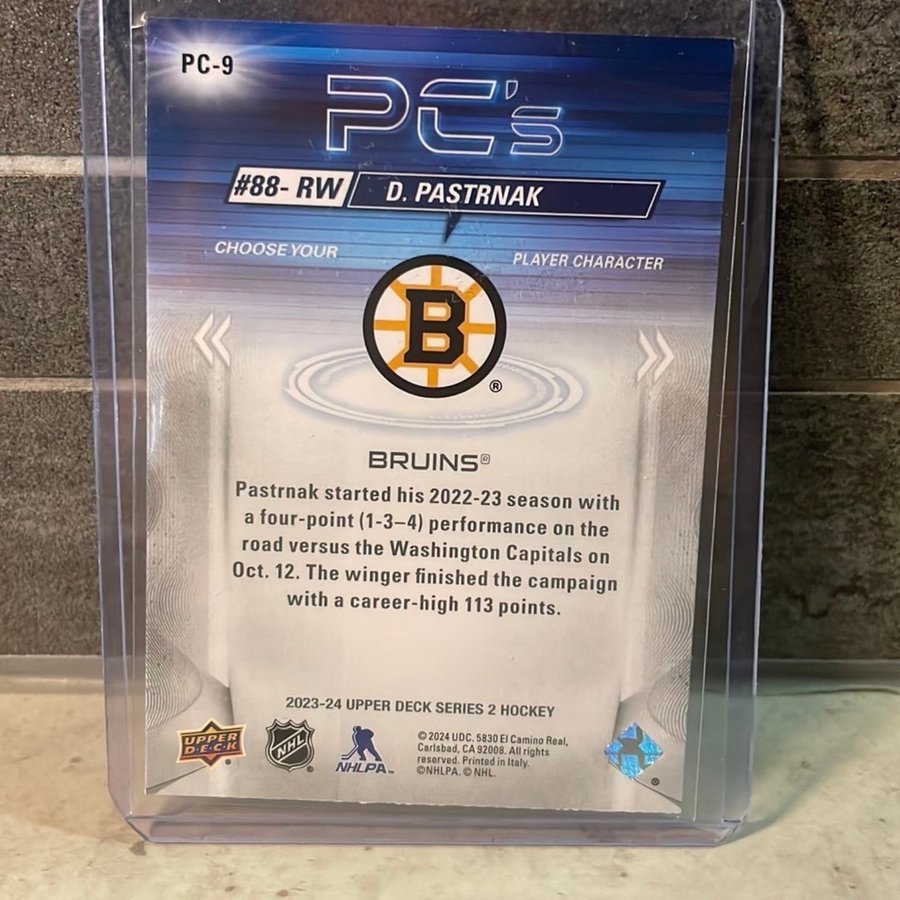 PC-9
PC's
#88- RW D. PASTRNAK
CHOOSE YOUR PLAYER CHARACTER
B
®
BRUINS®
Pastrnak started his 2022-23 season with
a four-point (1-3–4) performance on the
road versus the Washington Capitals on
Oct. 12. The winger finished the campaign
with a career-high 113 points.
2023-24 UPPER DECK SERIES 2 HOCKEY
UPPER DECK ®
NHL ®
NHLPA™
© 2024 UDC. 5830 El Camino Real,
Carlsbad, CA 92008. All rights
reserved. Printed in Italy.
©NHLPA. © NHL.
®